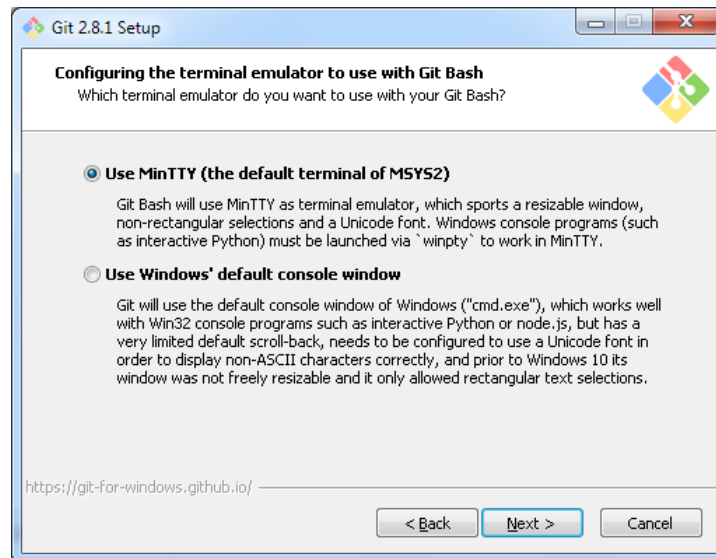 Git 2.8.1 Setup
Configuring the terminal emulator to use with Git Bash
Which terminal emulator do you want to use with your Git Bash?
Use MinTTY (the default terminal of MSYS2)
Git Bash will use MinTTY as terminal emulator, which sports a resizable window,
non-rectangular selections and a Unicode font. Windows console programs (such
as interactive Python) must be launched via `winpty` to work in MinTTY.
Use Windows' default console window
Git will use the default console window of Windows ("cmd.exe"), which works well
with Win32 console programs such as interactive Python or node.js, but has a
very limited default scroll-back, needs to be configured to use a Unicode font in
order to display non-ASCII characters correctly, and prior to Windows 10 its
window was not freely resizable and it only allowed rectangular text selections.
https://git-for-windows.github.io/
< Back Next > Cancel